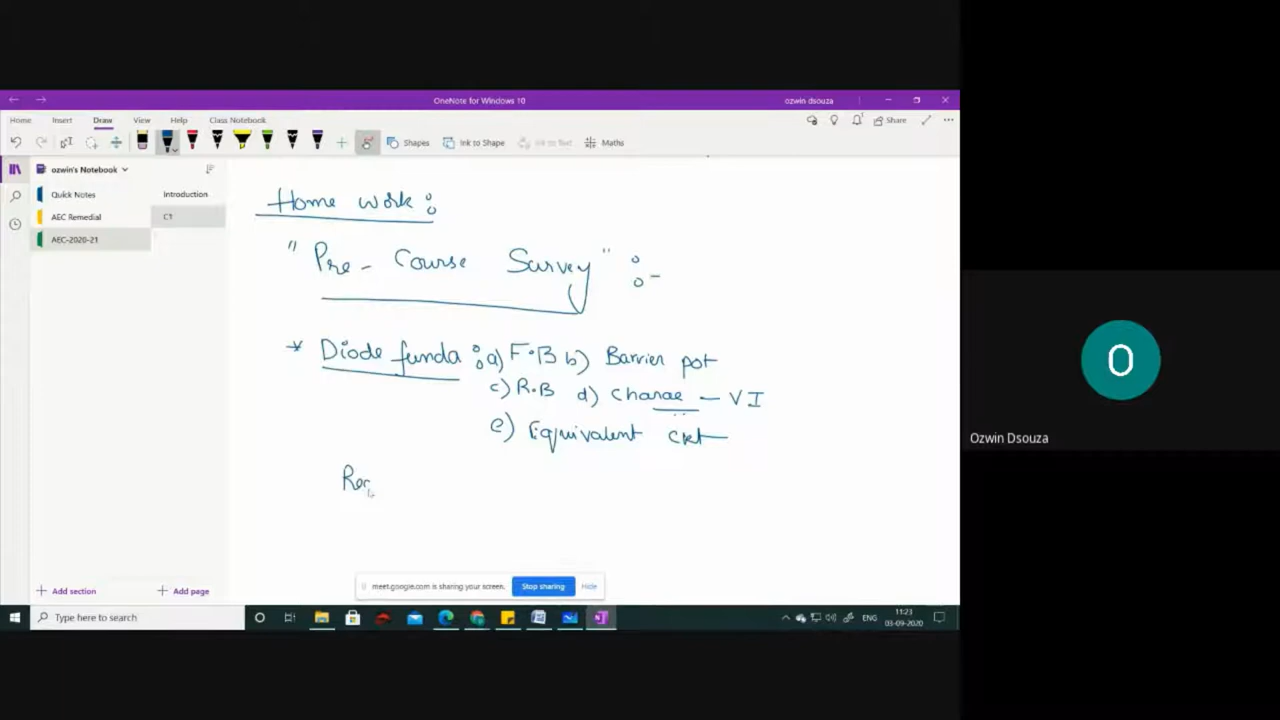 OneNote for Windows 10
ozwin dsouza
Home Insert Draw View Help Class Notebook
Share
Shapes Ink to Shape Ink to Text Maths
ozwin's Notebook
Quick Notes
AEC Remedial
AEC-2020-21
Introduction
C1
Home work :
"Pre - Course Survey" :-
* Diode funda : a) F.B b) Barrier pot
c) R.B d) Charac - VI
e) Equivalent ckt
Rec
meet.google.com is sharing your screen. Stop sharing Hide
+ Add section + Add page
Type here to search
ENG
11:23
03-09-2020
O
Ozwin Dsouza